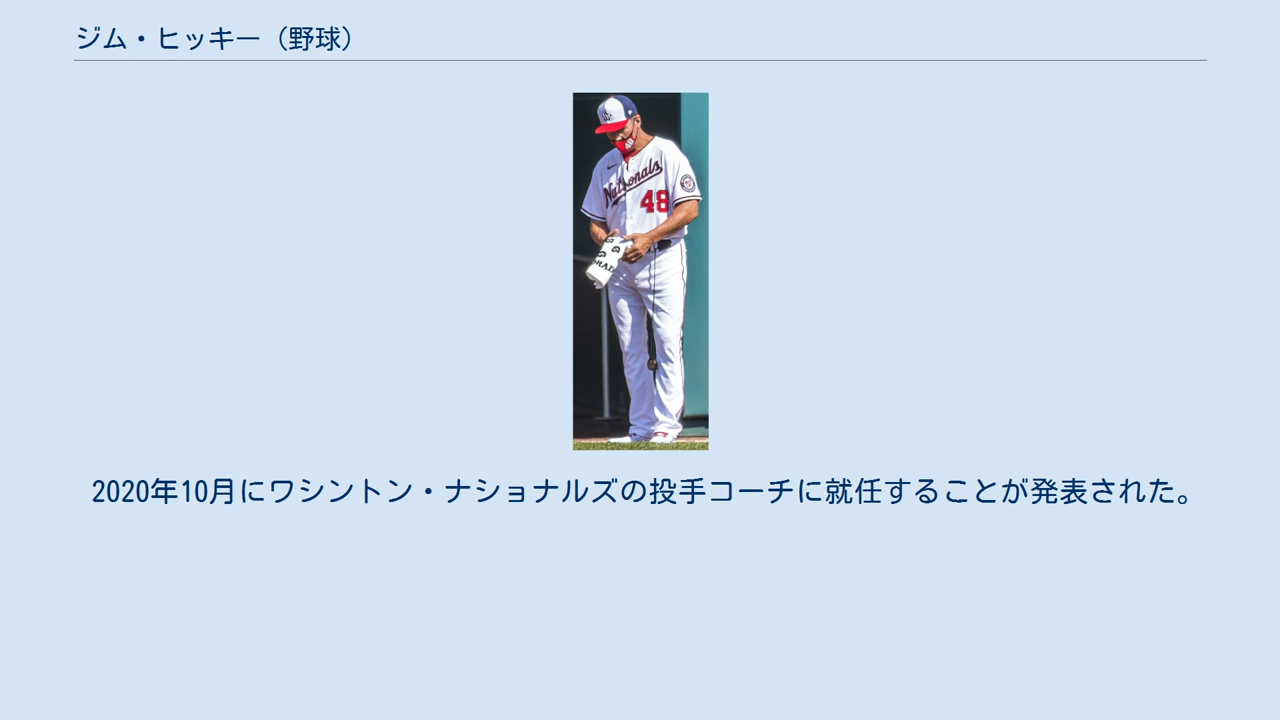 ジム・ヒッキー（野球）
Nationals
48
2020年10月にワシントン・ナショナルズの投手コーチに就任することが発表された。